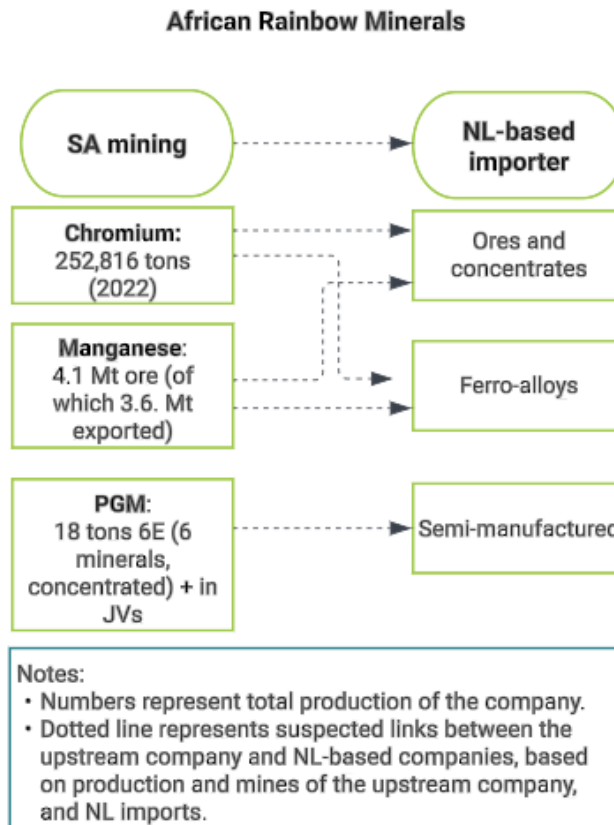 African Rainbow Minerals
SA mining
NL-based
importer
Chromium:
252,816 tons
(2022)
Ores and
concentrates
Manganese:
4.1 Mt ore (of
which 3.6. Mt
exported)
Ferro-alloys
PGM:
18 tons 6E (6
minerals,
concentrated) + in
JVs
Semi-manufactured
Notes:
• Numbers represent total production of the company.
• Dotted line represents suspected links between the
upstream company and NL-based companies, based
on production and mines of the upstream company,
and NL imports.